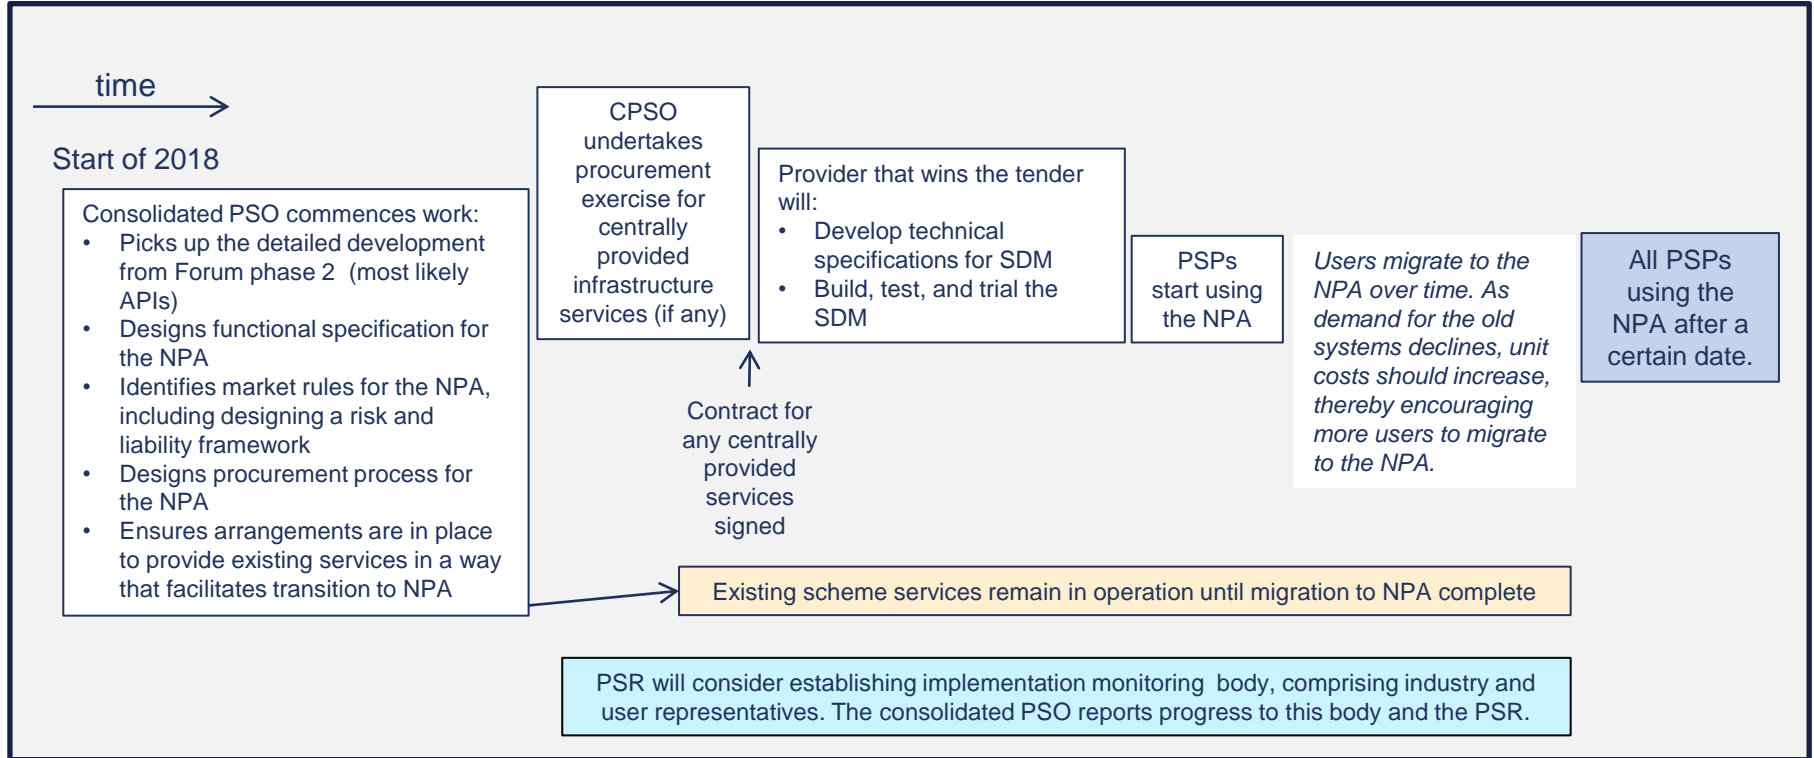 time
Start of 2018
Consolidated PSO commences work:
• Picks up the detailed development
from Forum phase 2 (most likely
APIs)
• Designs functional specification for
the NPA
• Identifies market rules for the NPA,
including designing a risk and
liability framework
• Designs procurement process for
the NPA
• Ensures arrangements are in place
to provide existing services in a way
that facilitates transition to NPA
CPSO
undertakes
procurement
exercise for
centrally
provided
infrastructure
services (if any)
Contract for
any centrally
provided
services
signed
Provider that wins the tender
will:
• Develop technical
specifications for SDM
• Build, test, and trial the
SDM
PSPs
start using
the NPA
Users migrate to the
NPA over time. As
demand for the old
systems declines, unit
costs should increase,
thereby encouraging
more users to migrate
to the NPA.
All PSPs
using the
NPA after a
certain date.
Existing scheme services remain in operation until migration to NPA complete
PSR will consider establishing implementation monitoring body, comprising industry and
user representatives. The consolidated PSO reports progress to this body and the PSR.